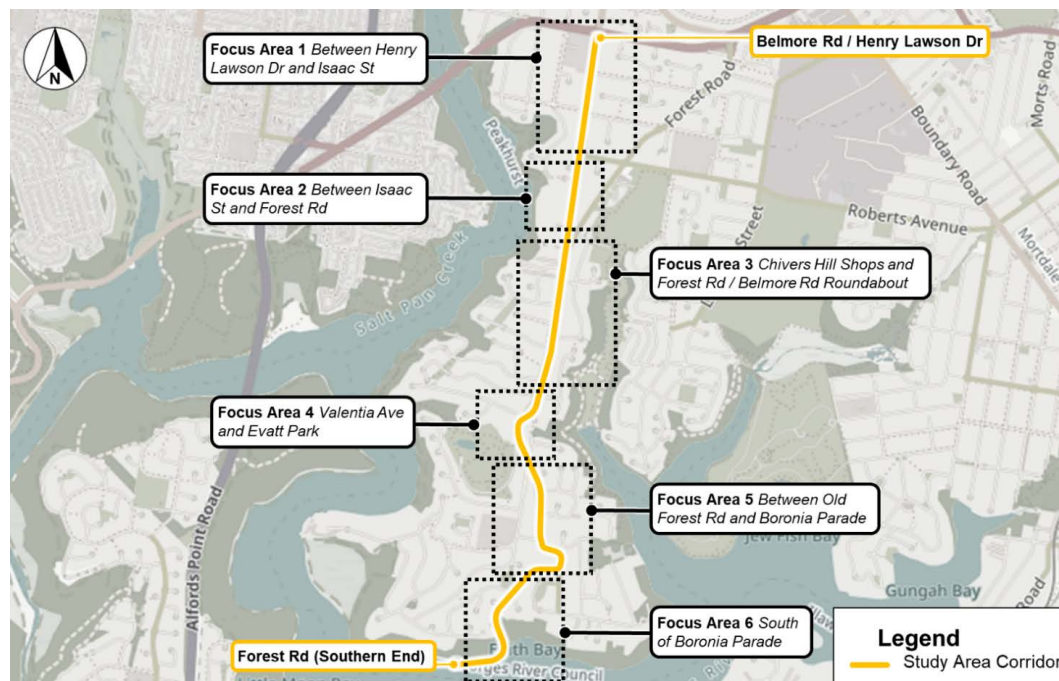 Focus Area 1 Between Henry
Lawson Dr and Isaac St
Belmore Rd / Henry Lawson Dr
N
Forest Road
Morts Road
Boundary Road
Peakhurst
Focus Area 2 Between Isaac
St and Forest Rd
Roberts Avenue
Mortdale
Street
Focus Area 3 Chivers Hill Shops and
Forest Rd / Belmore Rd Roundabout
Salt Pan Creek
Focus Area 4 Valentia Ave
and Evatt Park
Focus Area 5 Between Old
Forest Rd and Boronia Parade
Jew Fish Bay
Alfords Point Road
Gungah Bay
Road
Focus Area 6 South
of Boronia Parade
Legend
Study Area Corridor
Forest Rd (Southern End)
Bay
River Council